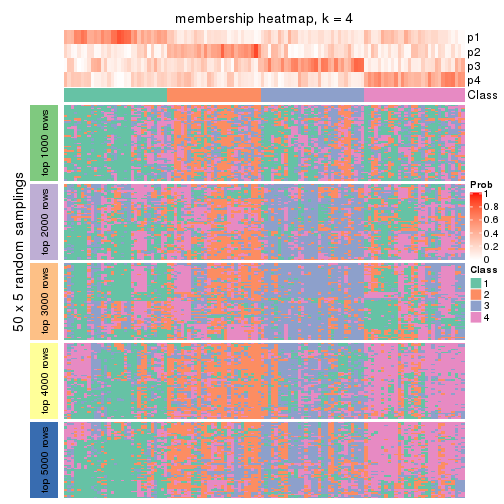 membership heatmap, k = 4
p1
p2
p3
p4
Class
50 x 5 random samplings
top 1000 rows
top 2000 rows
top 3000 rows
top 4000 rows
top 5000 rows
Prob
1
0.8
0.6
0.4
0.2
0
Class
1
2
3
4